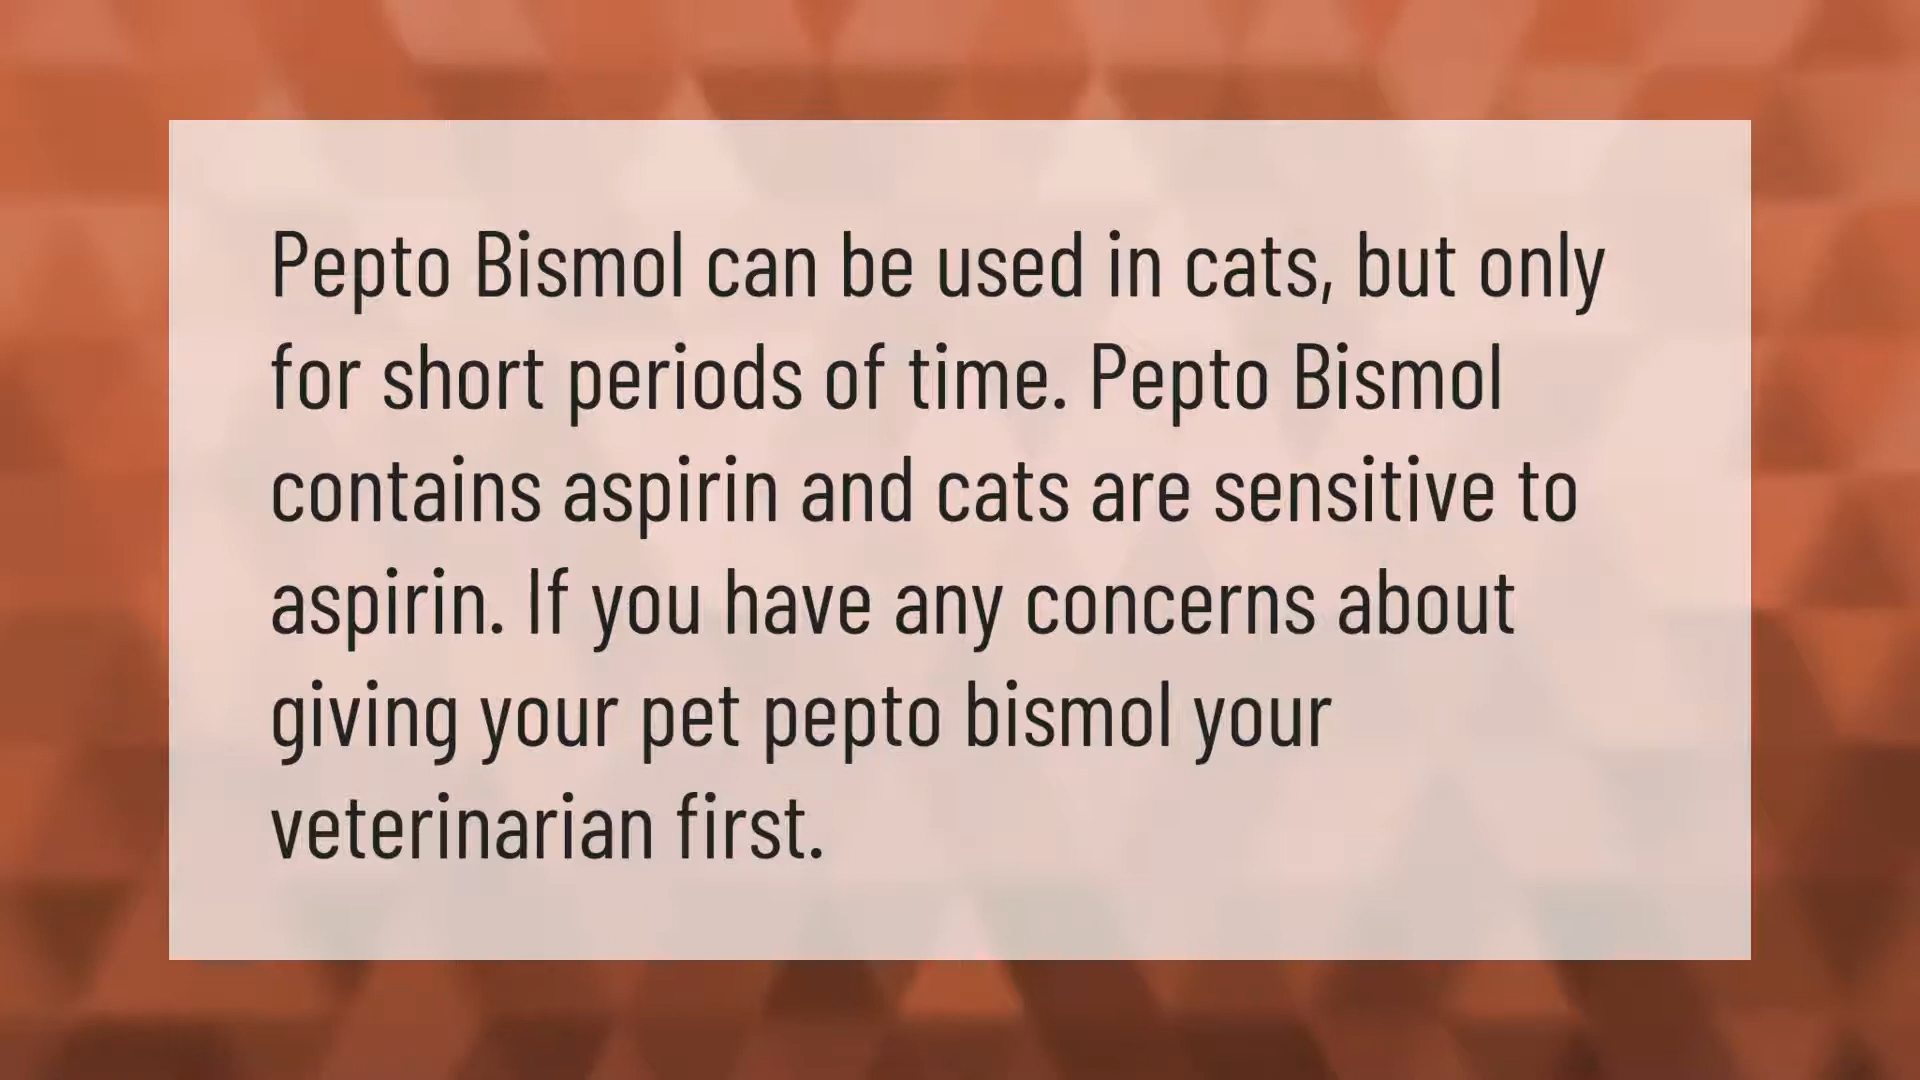 Pepto Bismol can be used in cats, but only
for short periods of time. Pepto Bismol
contains aspirin and cats are sensitive to
aspirin. If you have any concerns about
giving your pet pepto bismol your
veterinarian first.